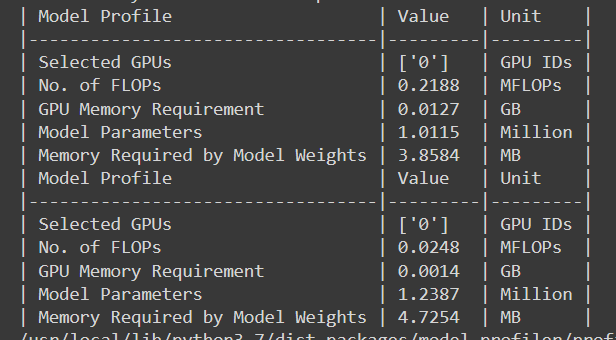 | Model Profile | Value | Unit |
|---------------------------------|---------|---------|
| Selected GPUs | ['0'] | GPU IDs |
| No. of FLOPs | 0.2188 | MFLOPs |
| GPU Memory Requirement | 0.0127 | GB |
| Model Parameters | 1.0115 | Million |
| Memory Required by Model Weights | 3.8584 | MB |
| Model Profile | Value | Unit |
|---------------------------------|---------|---------|
| Selected GPUs | ['0'] | GPU IDs |
| No. of FLOPs | 0.0248 | MFLOPs |
| GPU Memory Requirement | 0.0014 | GB |
| Model Parameters | 1.2387 | Million |
| Memory Required by Model Weights | 4.7254 | MB |
/usr/local/lib/python3.7/dist-packages/model_profiler/prof